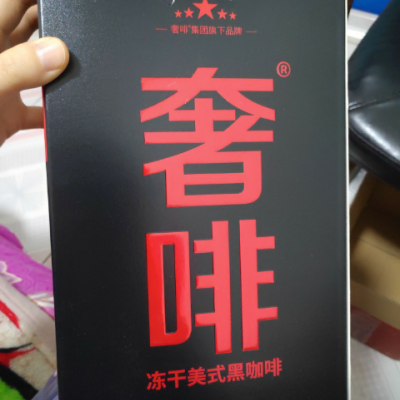 — 奢啡®集团旗下品牌 —
奢®
啡
冻干美式黑咖啡